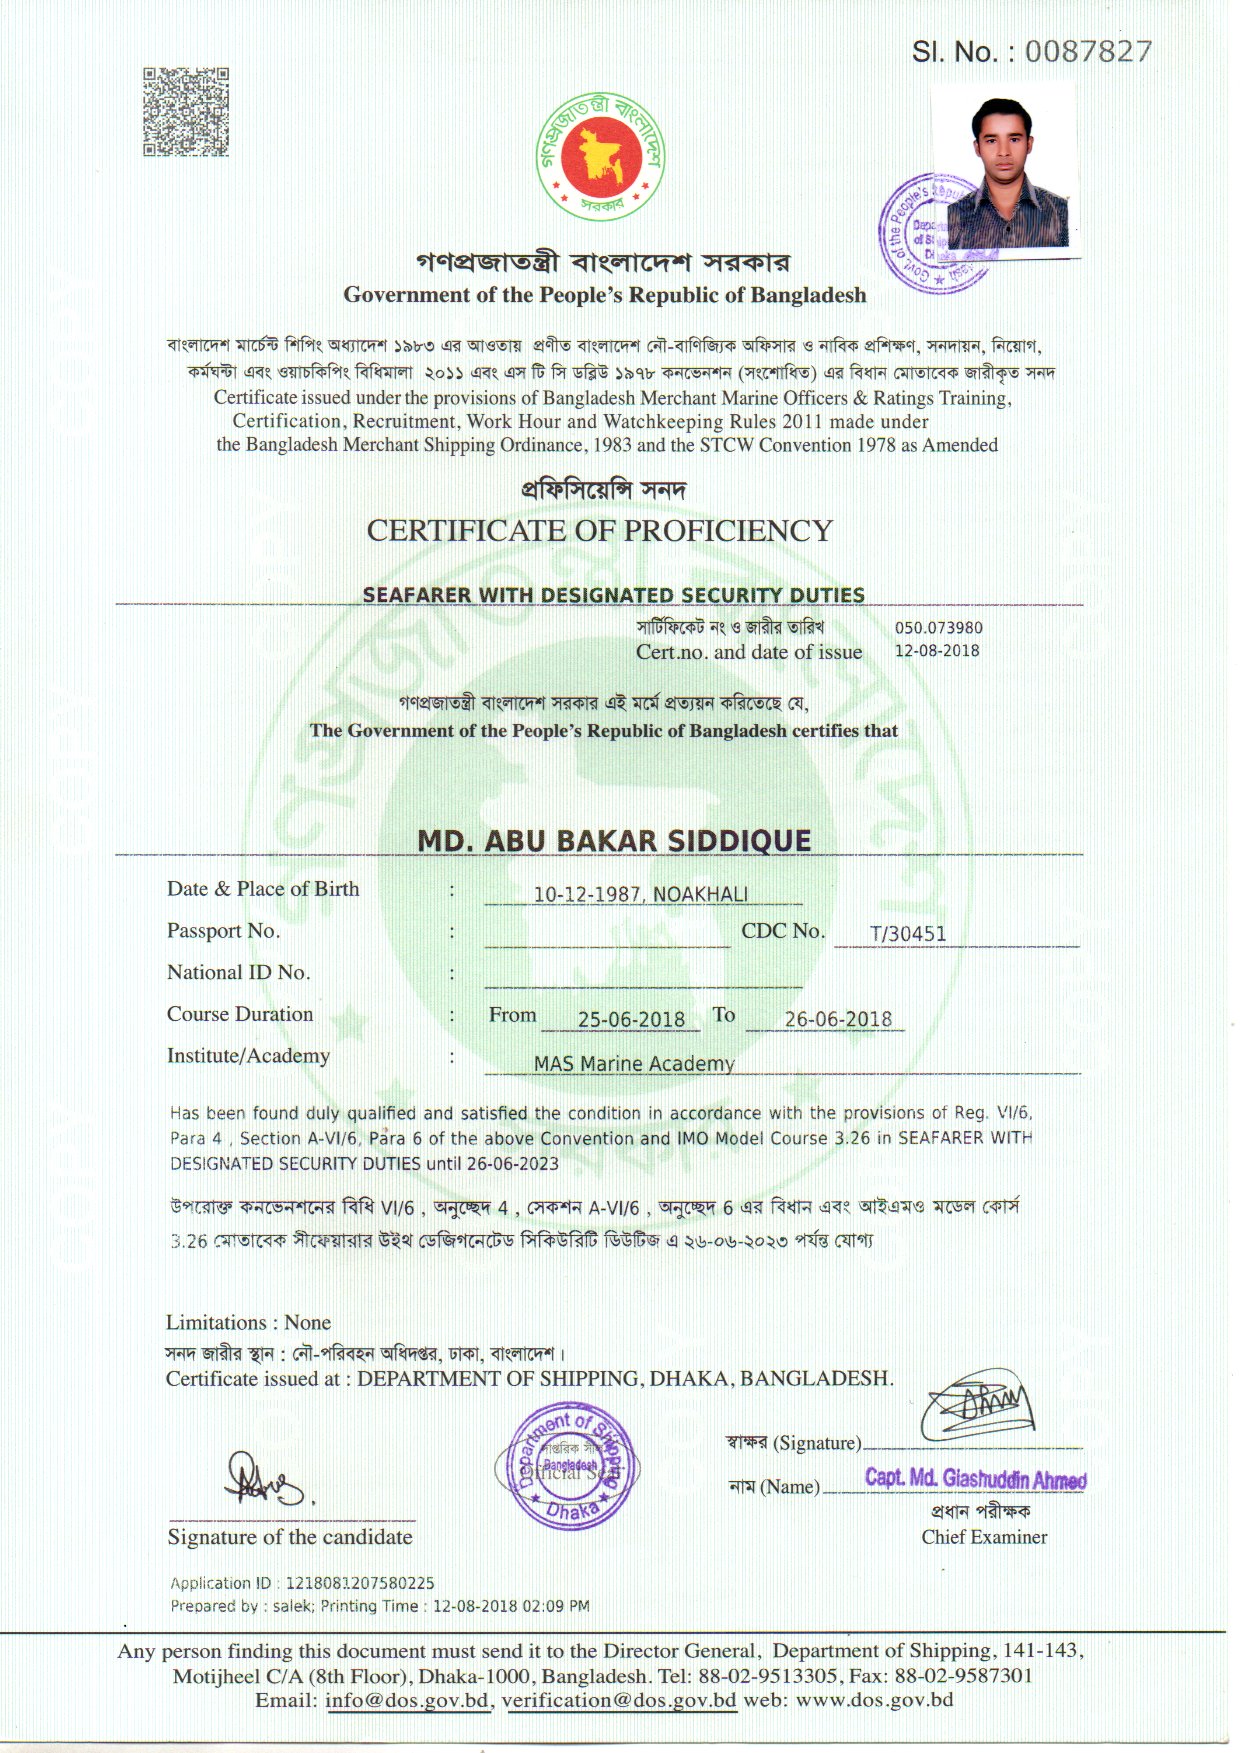 Sl. No. : 0087827
গণপ্রজাতন্ত্রী বাংলাদেশ
সরকার
Govt. of the People's Repu
Depar
of Ship
Dhaka
গণপ্রজাতন্ত্রী বাংলাদেশ সরকার
Government of the People's Republic of Bangladesh
বাংলাদেশ মার্চেন্ট শিপিং অধ্যাদেশ ১৯৮৩ এর আওতায় প্রণীত বাংলাদেশ নৌ-বাণিজ্যিক অফিসার ও নাবিক প্রশিক্ষণ, সনদায়ন, নিয়োগ,
কর্মঘন্টা এবং ওয়াচকিপিং বিধিমালা ২০১১ এবং এস টি সি ডব্লিউ ১৯৭৮ কনভেনশন (সংশোধিত) এর বিধান মোতাবেক জারীকৃত সনদ
Certificate issued under the provisions of Bangladesh Merchant Marine Officers & Ratings Training,
Certification, Recruitment, Work Hour and Watchkeeping Rules 2011 made under
the Bangladesh Merchant Shipping Ordinance, 1983 and the STCW Convention 1978 as Amended
প্রফিসিয়েন্সি সনদ
CERTIFICATE OF PROFICIENCY
SEAFARER WITH DESIGNATED SECURITY DUTIES
সার্টিফিকেট নং ও জারীর তারিখ 050.073980
Cert.no. and date of issue 12-08-2018
গণপ্রজাতন্ত্রী বাংলাদেশ সরকার এই মর্মে প্রত্যয়ন করিতেছে যে,
The Government of the People's Republic of Bangladesh certifies that
MD. ABU BAKAR SIDDIQUE
Date & Place of Birth : 10-12-1987, NOAKHALI
Passport No. : CDC No. T/30451
National ID No. :
Course Duration : From 25-06-2018 To 26-06-2018
Institute/Academy : MAS Marine Academy
Has been found duly qualified and satisfied the condition in accordance with the provisions of Reg. VI/6,
Para 4 , Section A-VI/6, Para 6 of the above Convention and IMO Model Course 3.26 in SEAFARER WITH
DESIGNATED SECURITY DUTIES until 26-06-2023
উপরোক্ত কনভেনশনের বিধি VI/6 , অনুচ্ছেদ 4 , সেকশন A-VI/6 , অনুচ্ছেদ 6 এর বিধান এবং আইএমও মডেল কোর্স
3.26 মোতাবেক সীফেয়ারার উইথ ডেজিগনেটেড সিকিউরিটি ডিউটিজ এ ২৬-০৬-২০২৩ পর্যন্ত যোগ্য
Limitations : None
সনদ জারীর স্থান : নৌ-পরিবহন অধিদপ্তর, ঢাকা, বাংলাদেশ।
Certificate issued at : DEPARTMENT OF SHIPPING, DHAKA, BANGLADESH.
Department of Shipping
Bangladesh
Official Seal
Dhaka
স্বাক্ষর (Signature)
নাম (Name) Capt. Md. Giashuddin Ahmed
প্রধান পরীক্ষক
Signature of the candidate
Chief Examiner
Application ID : 1218081207580225
Prepared by : salek; Printing Time : 12-08-2018 02:09 PM
Any person finding this document must send it to the Director General, Department of Shipping, 141-143,
Motijheel C/A (8th Floor), Dhaka-1000, Bangladesh. Tel: 88-02-9513305, Fax: 88-02-9587301
Email: info@dos.gov.bd, verification@dos.gov.bd web: www.dos.gov.bd